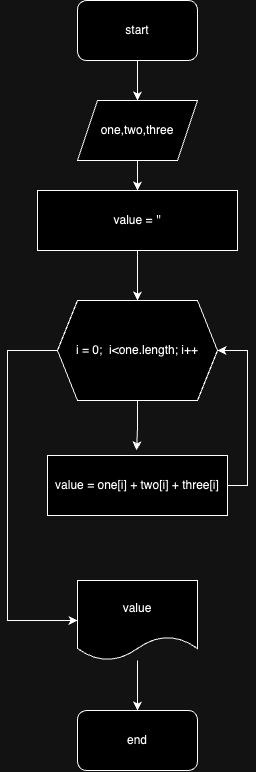 start
one,two,three
value = "
i = 0;  i<one.length; i++
value = one[i] + two[i] + three[i]
value
end